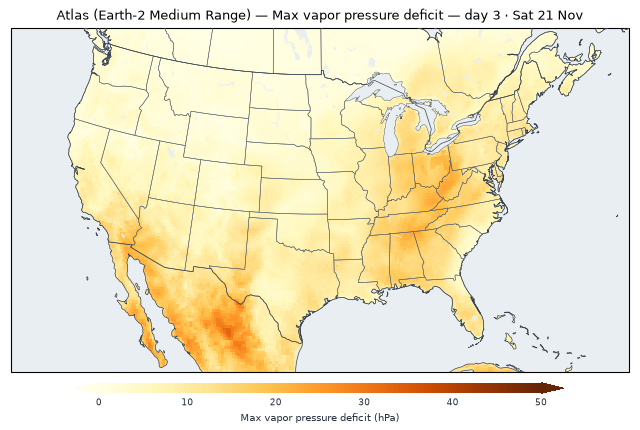 Atlas (Earth-2 Medium Range) — Max vapor pressure deficit — day 3 · Sat 21 Nov
0 10 20 30 40 50
Max vapor pressure deficit (hPa)